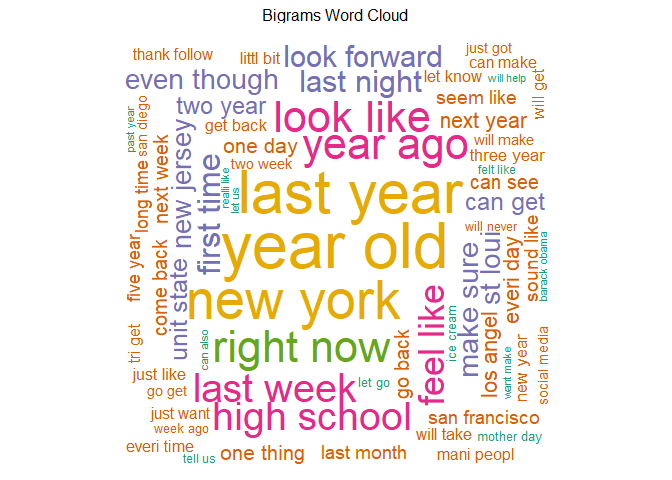 Bigrams Word Cloud
thank follow
littl bit
look forward
just got
can make
even though
last night
let know
will help
will get
two year
look like
seem like
past year
san diego
get back
next year
one day
year ago
will make
three year
two week
felt like
long time
next week
new jersey
first time
realli like
let us
last year
can see
can get
year old
will never
five year
come back
unit state
new york
feel like
make sure
st loui
everi day
sound like
barack obama
tri get
can also
right now
go back
ice cream
los angel
want make
new year
social media
just like
go get
last week
let go
just want
week ago
high school
san francisco
will take
mother day
everi time
tell us
one thing
last month
mani peopl